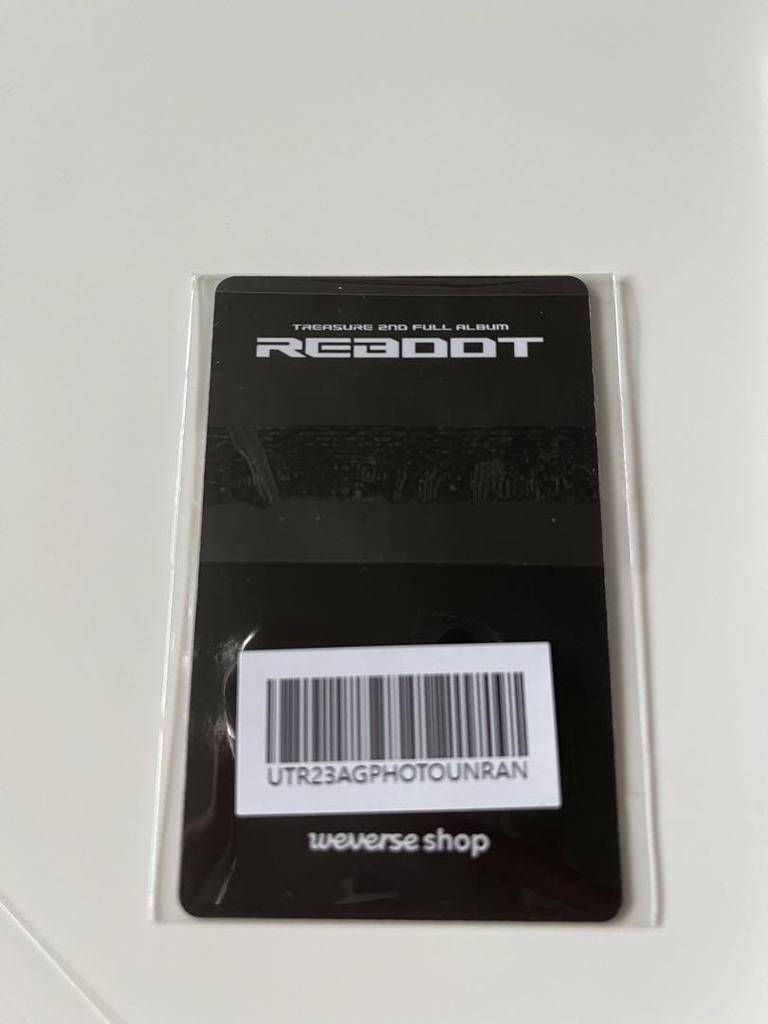 TREASURE 2ND FULL ALBUM
REBOOT
UTR23AGPHOTOUNRAN
weverse shop